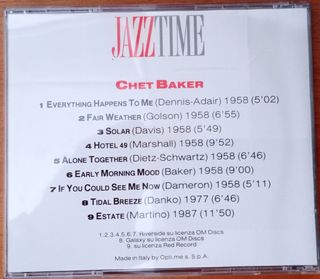 JAZZTIME
CHET BAKER
1 EVERYTHING HAPPENS TO ME (Dennis-Adair) 1958 (5'02)
2 FAIR WEATHER (Golson) 1958 (6'55)
3 SOLAR (Davis) 1958 (5'49)
4 HOTEL 49 (Marshall) 1958 (9'52)
5 ALONE TOGETHER (Dietz-Schwartz) 1958 (6'46)
6 EARLY MORNING MOOD (Baker) 1958 (9'00)
7 IF YOU COULD SEE ME NOW (Dameron) 1958 (5'11)
8 TIDAL BREEZE (Danko) 1977 (6'46)
9 ESTATE (Martino) 1987 (11'50)
1.2.3.4.5.6.7. Riverside su licenza OM Discs
8. Galaxy su licenza OM Discs
9. su licenza Red Record
Made in Italy by Opti.me.s. S.p.A.